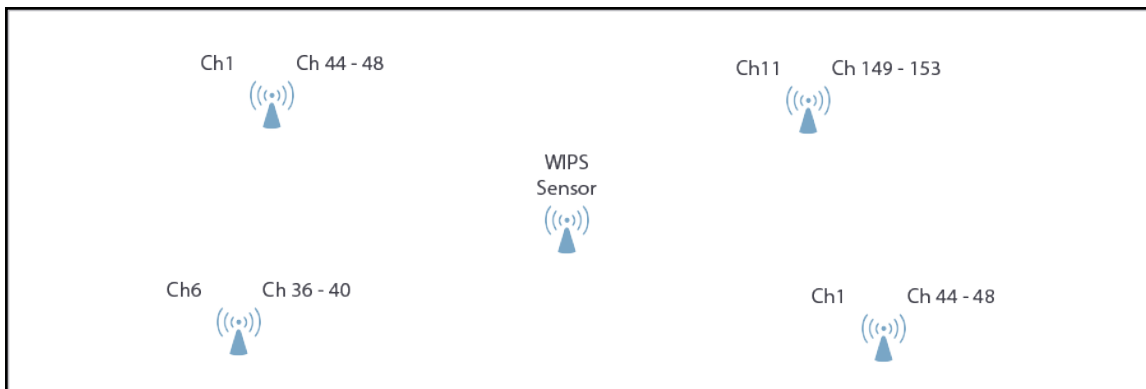 Ch1 Ch 44 - 48
Ch11 Ch 149 - 153
WIPS
Sensor
Ch6 Ch 36 - 40
Ch1 Ch 44 - 48